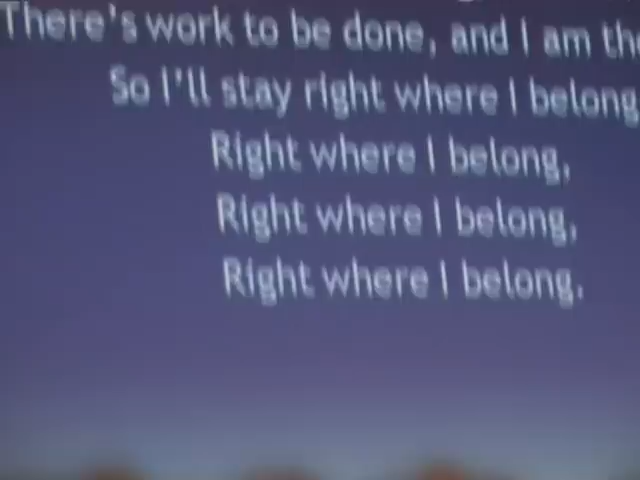 There's work to be done, and I am the
So I'll stay right where I belong
Right where I belong,
Right where I belong,
Right where I belong.